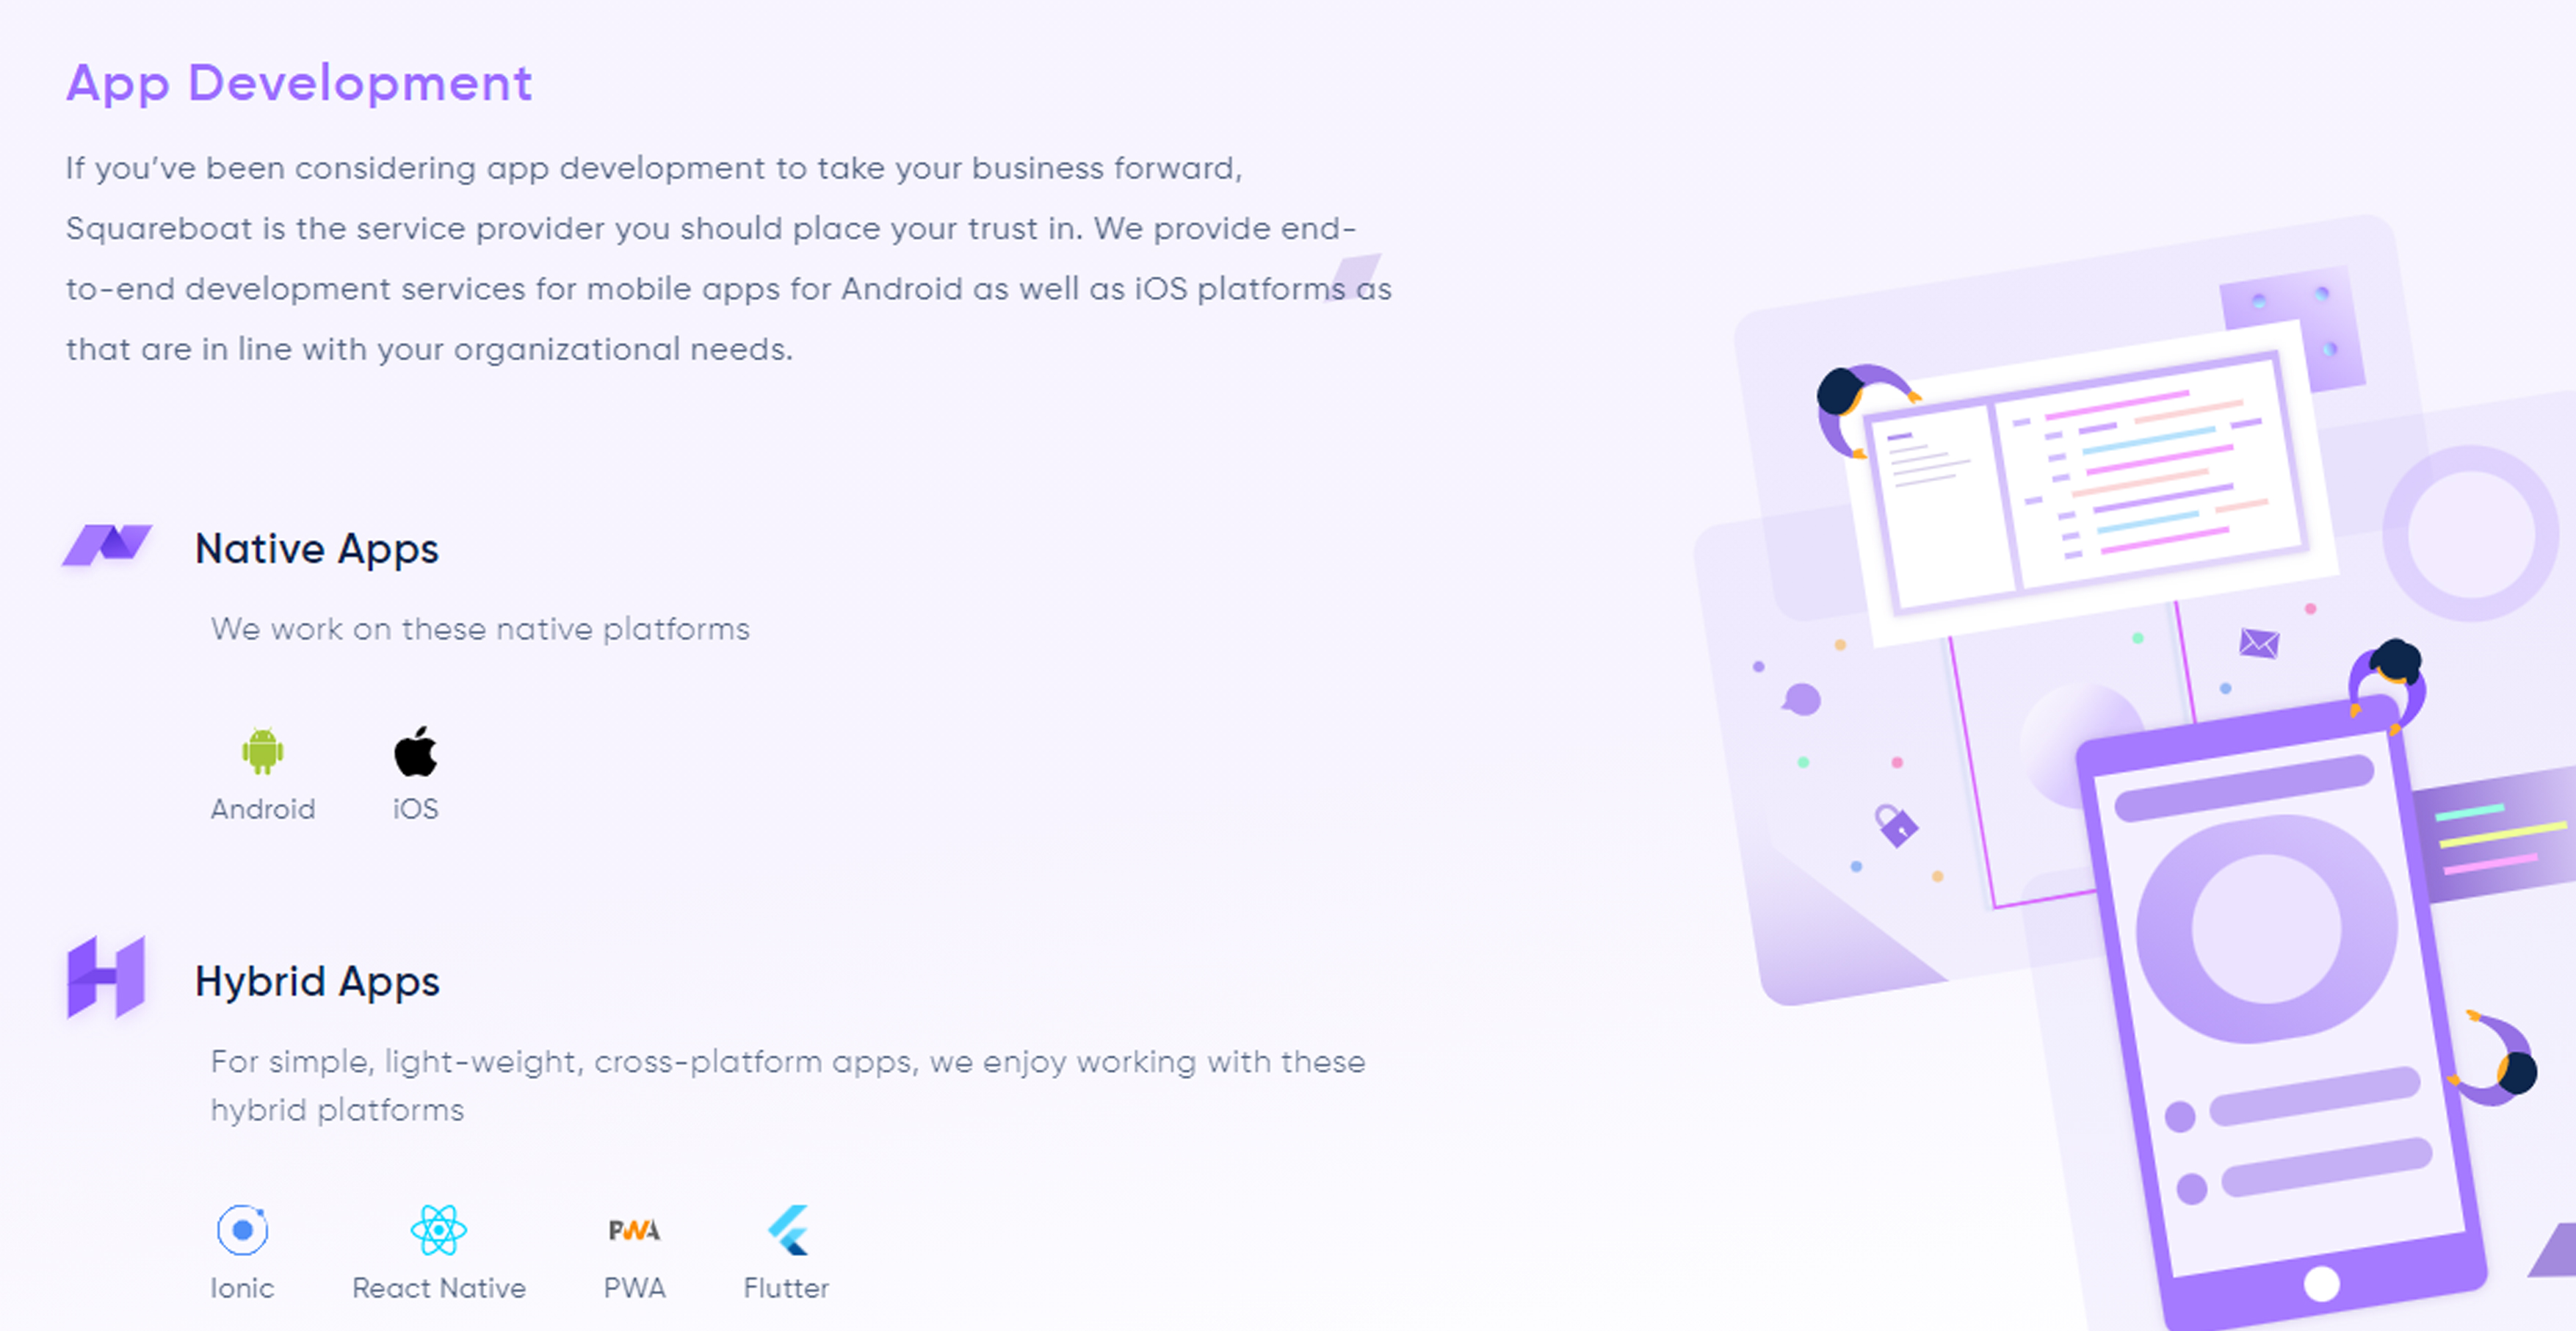 App Development
If you’ve been considering app development to take your business forward,
Squareboat is the service provider you should place your trust in. We provide end-
to-end development services for mobile apps for Android as well as iOS platforms as
that are in line with your organizational needs.
Native Apps
We work on these native platforms
Android iOS
Hybrid Apps
For simple, light-weight, cross-platform apps, we enjoy working with these
hybrid platforms
PWA
Ionic React Native PWA Flutter